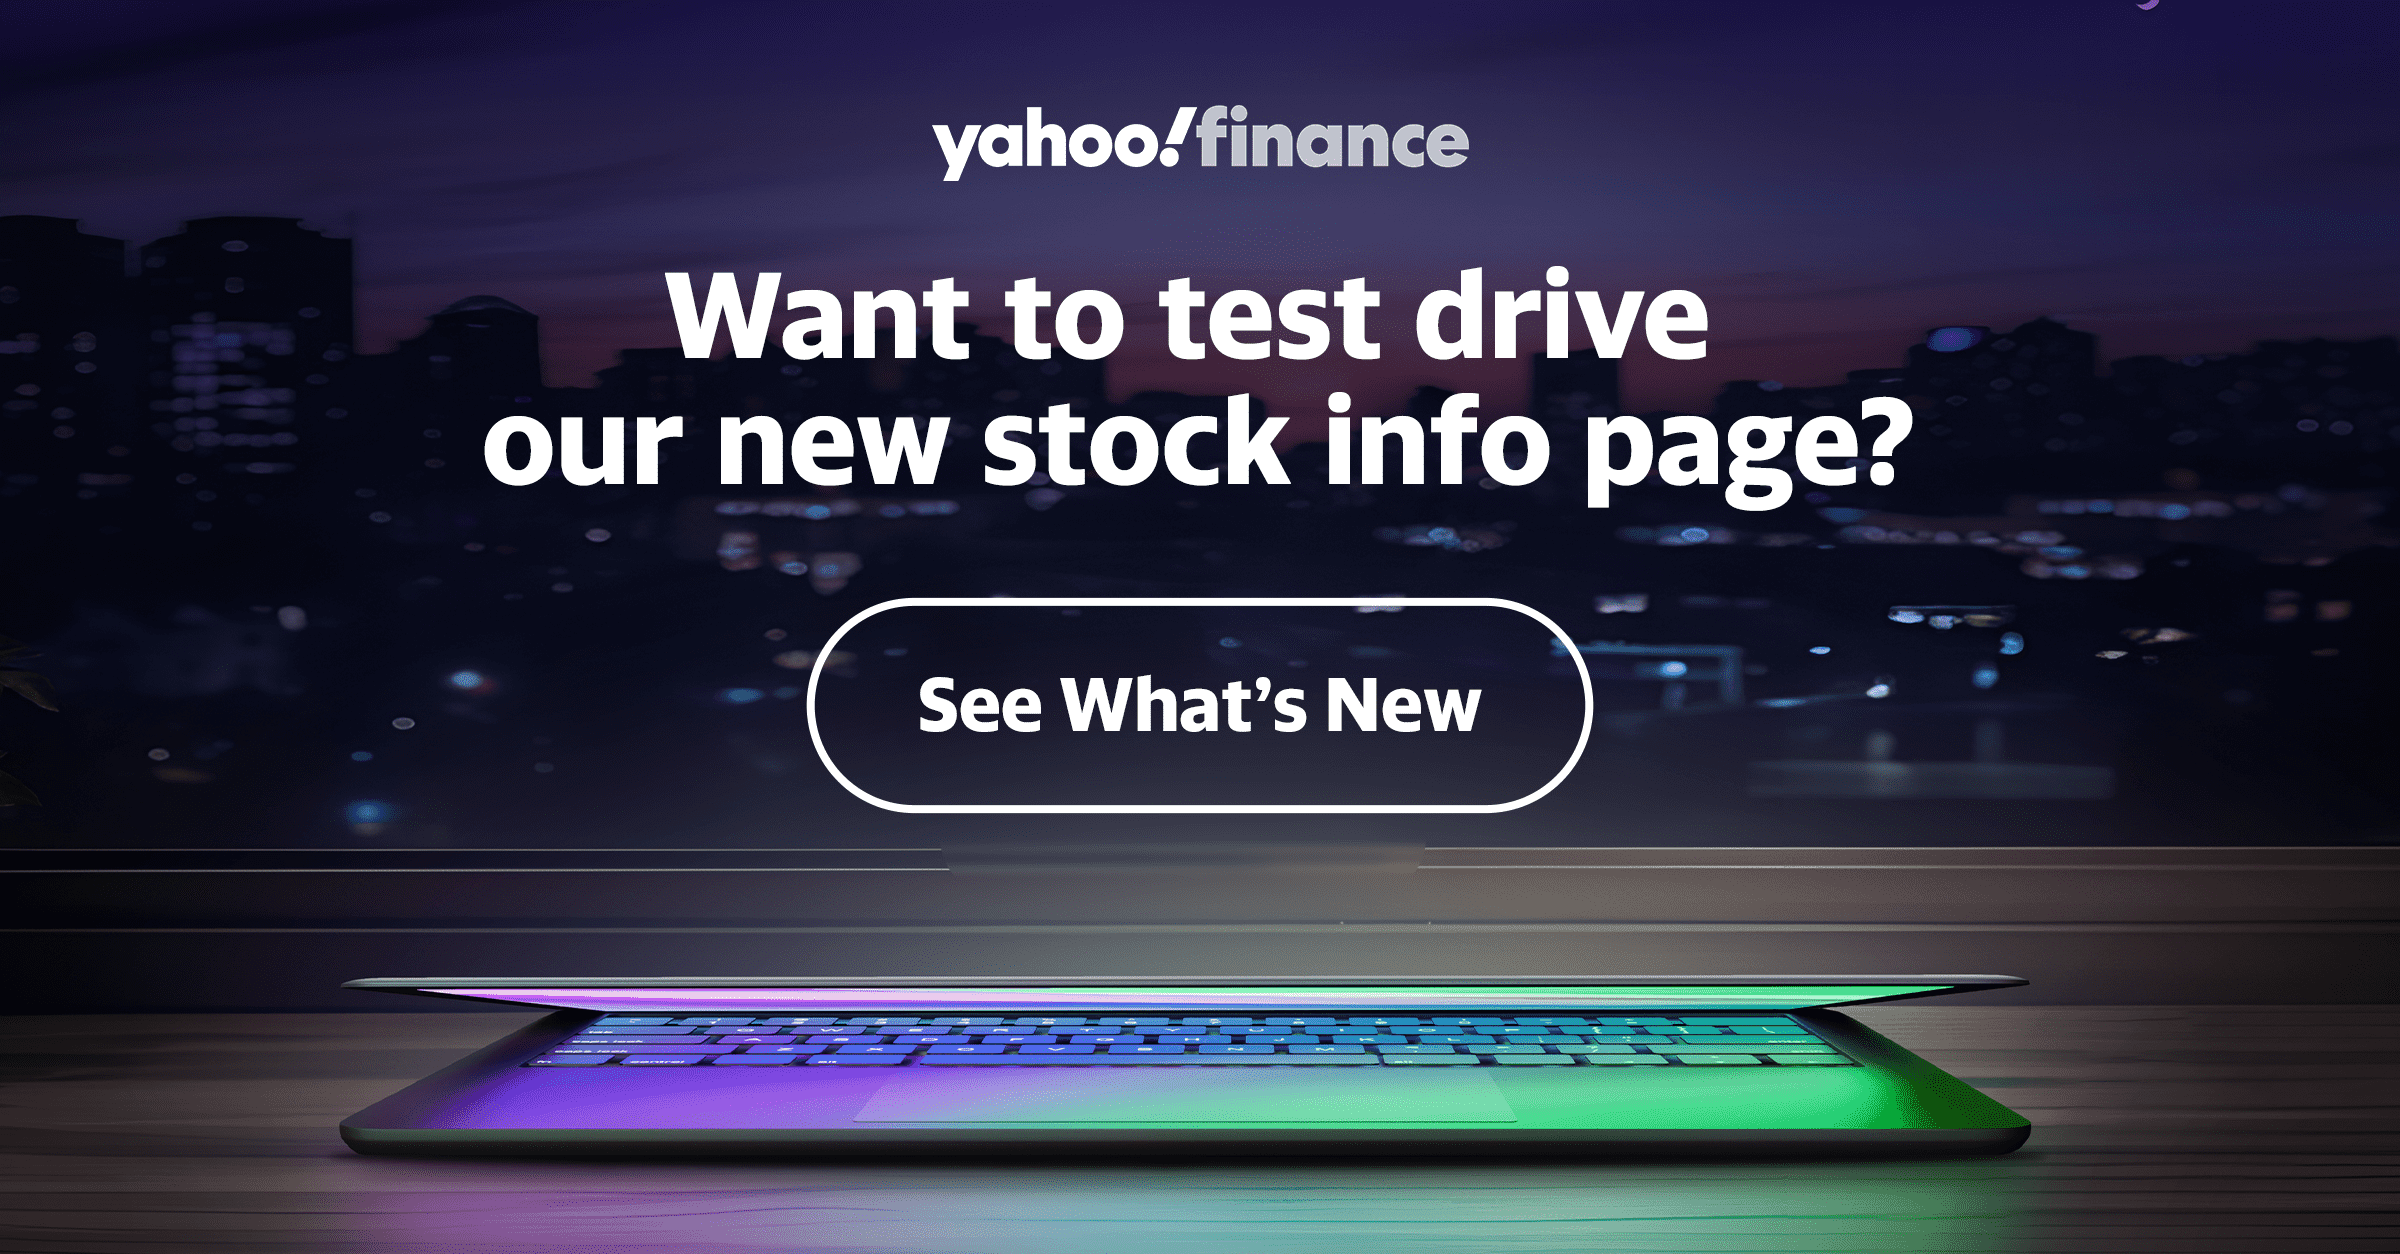 yahoo!finance
Want to test drive
our new stock info page?
See What’s New